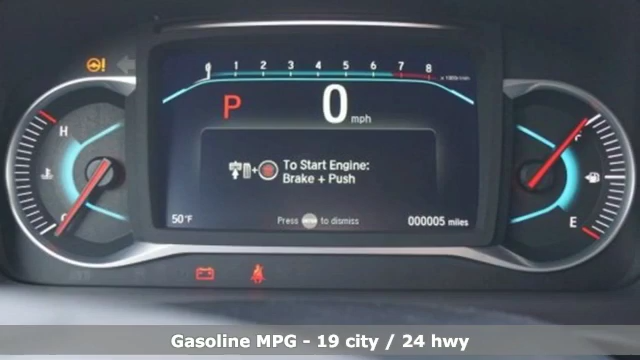 0 1 2 3 4 5 6 7 8
x 1000r/min
P 0 mph
H
C
F
E
To Start Engine:
Brake + Push
50°F
Press ENTER to dismiss
000005 miles
Gasoline MPG - 19 city / 24 hwy